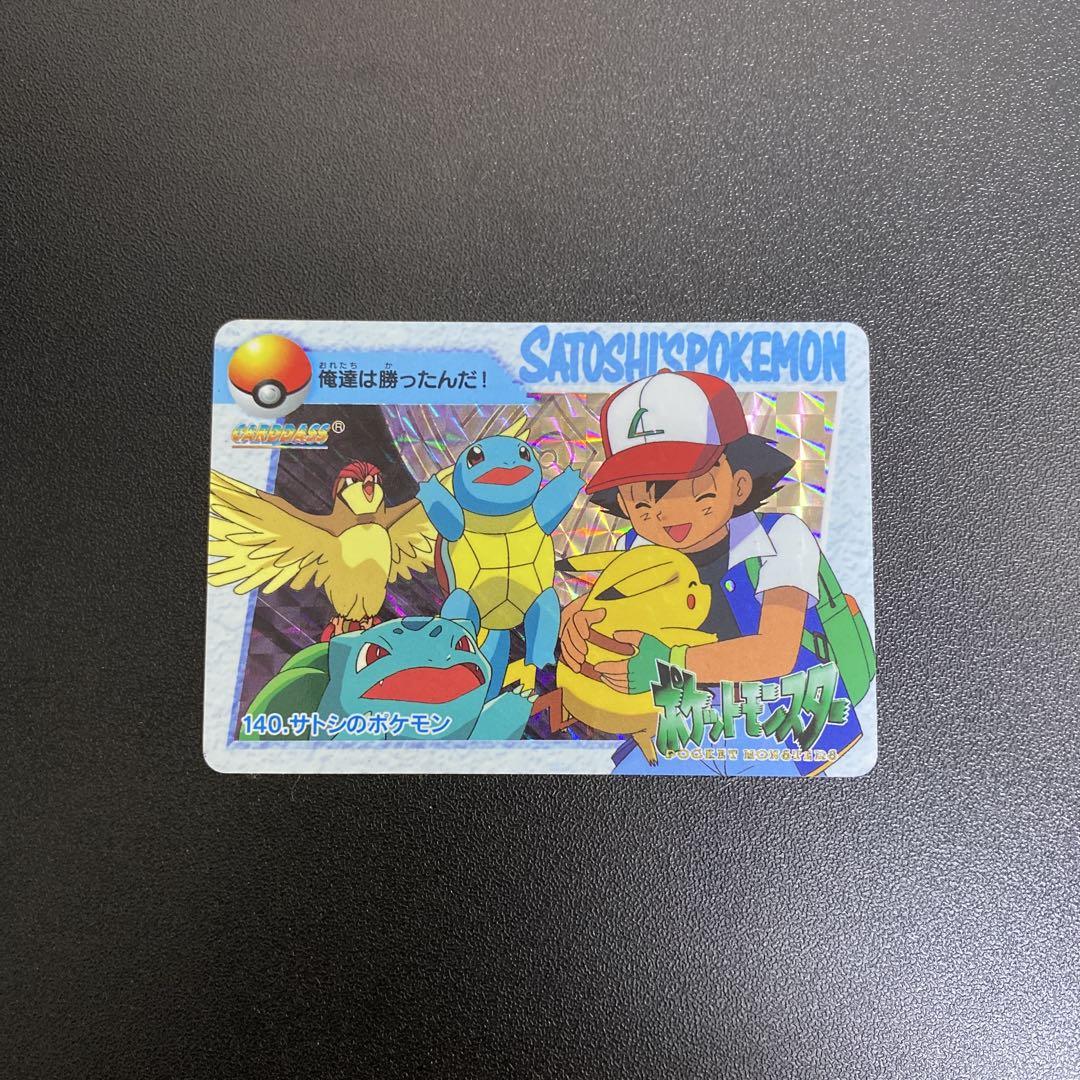 SATOSHI'S POKEMON
おれたち か
俺達は勝ったんだ!
CARDDASS®
ポケットモンスター
POCKET MONSTERS
140.サトシのポケモン